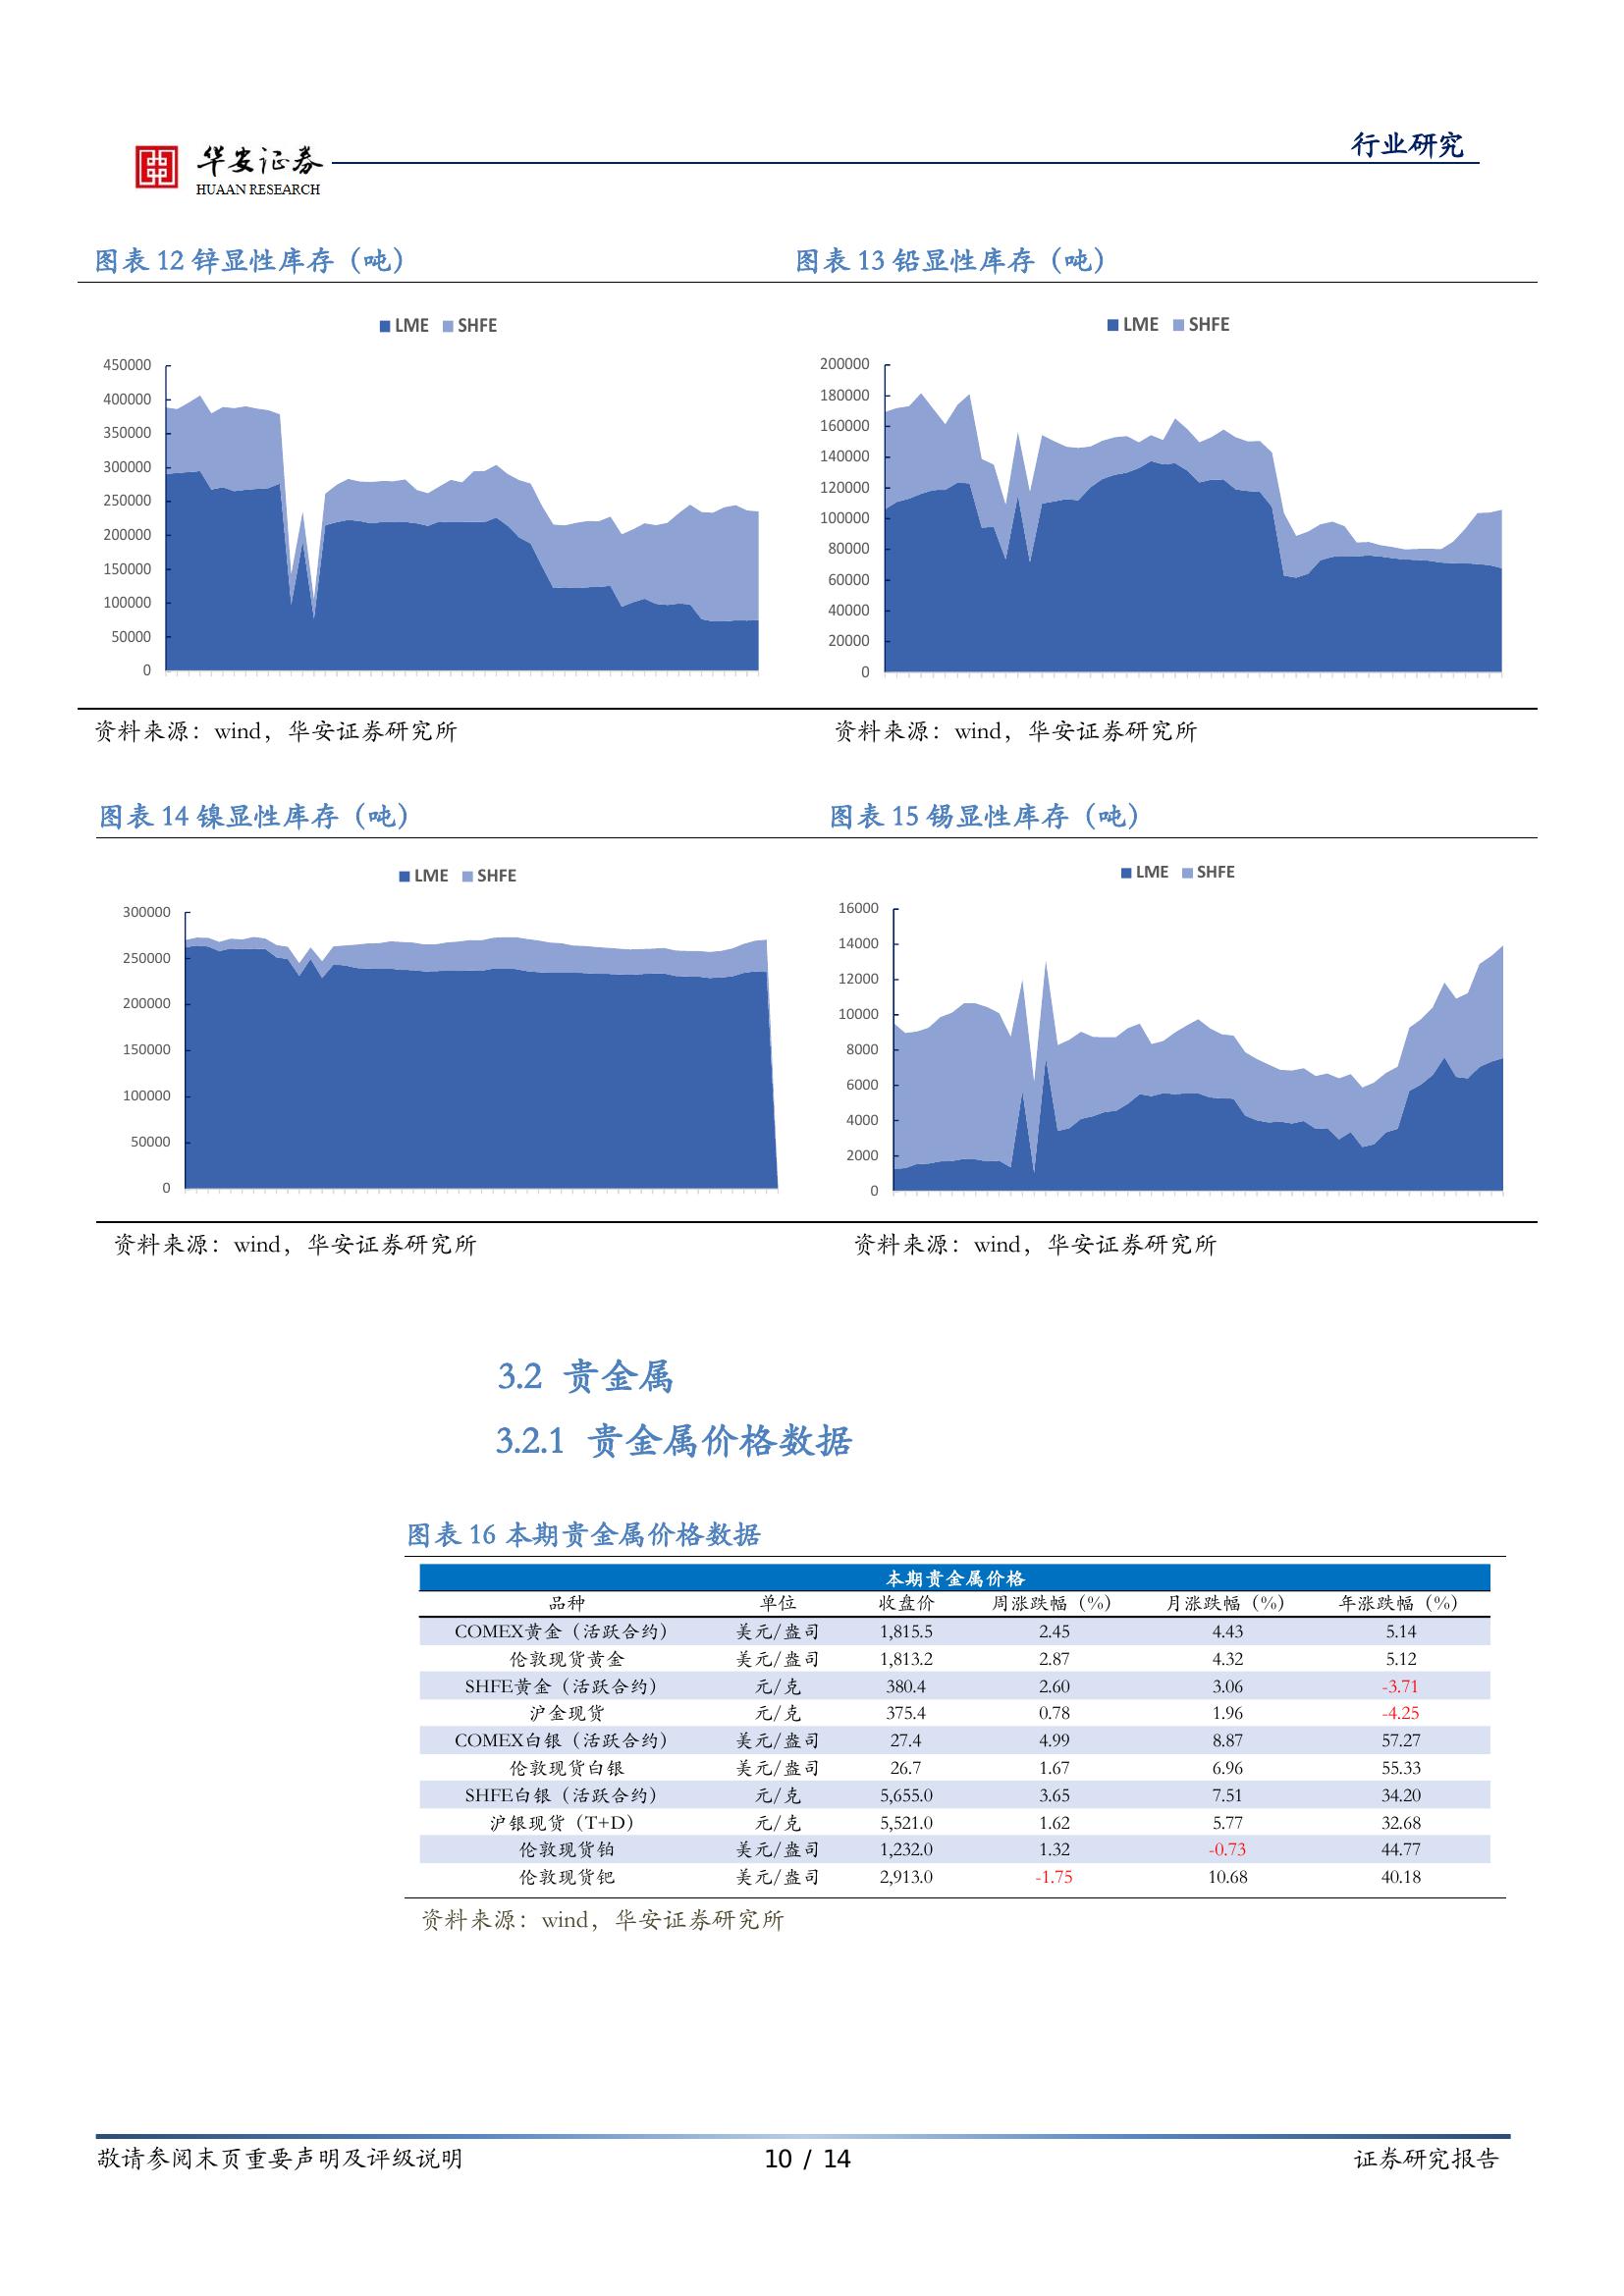 华安证券
HUAAN RESEARCH
行业研究
图表 12 锌显性库存（吨）
图表 13 铅显性库存（吨）
LME SHFE
450000
400000
350000
300000
250000
200000
150000
100000
50000
0
LME SHFE
200000
180000
160000
140000
120000
100000
80000
60000
40000
20000
0
资料来源：wind，华安证券研究所
资料来源：wind，华安证券研究所
图表 14 镍显性库存（吨）
图表 15 锡显性库存（吨）
LME SHFE
300000
250000
200000
150000
100000
50000
0
LME SHFE
16000
14000
12000
10000
8000
6000
4000
2000
0
资料来源：wind，华安证券研究所
资料来源：wind，华安证券研究所
3.2 贵金属
3.2.1 贵金属价格数据
图表 16 本期贵金属价格数据
本期贵金属价格
品种 单位 收盘价 周涨跌幅（%） 月涨跌幅（%） 年涨跌幅（%）
COMEX黄金（活跃合约） 美元/盎司 1,815.5 2.45 4.43 5.14
伦敦现货黄金 美元/盎司 1,813.2 2.87 4.32 5.12
SHFE黄金（活跃合约） 元/克 380.4 2.60 3.06 -3.71
沪金现货 元/克 375.4 0.78 1.96 -4.25
COMEX白银（活跃合约） 美元/盎司 27.4 4.99 8.87 57.27
伦敦现货白银 美元/盎司 26.7 1.67 6.96 55.33
SHFE白银（活跃合约） 元/克 5,655.0 3.65 7.51 34.20
沪银现货（T+D） 元/克 5,521.0 1.62 5.77 32.68
伦敦现货铂 美元/盎司 1,232.0 1.32 -0.73 44.77
伦敦现货钯 美元/盎司 2,913.0 -1.75 10.68 40.18
资料来源：wind，华安证券研究所
敬请参阅末页重要声明及评级说明
10 / 14
证券研究报告